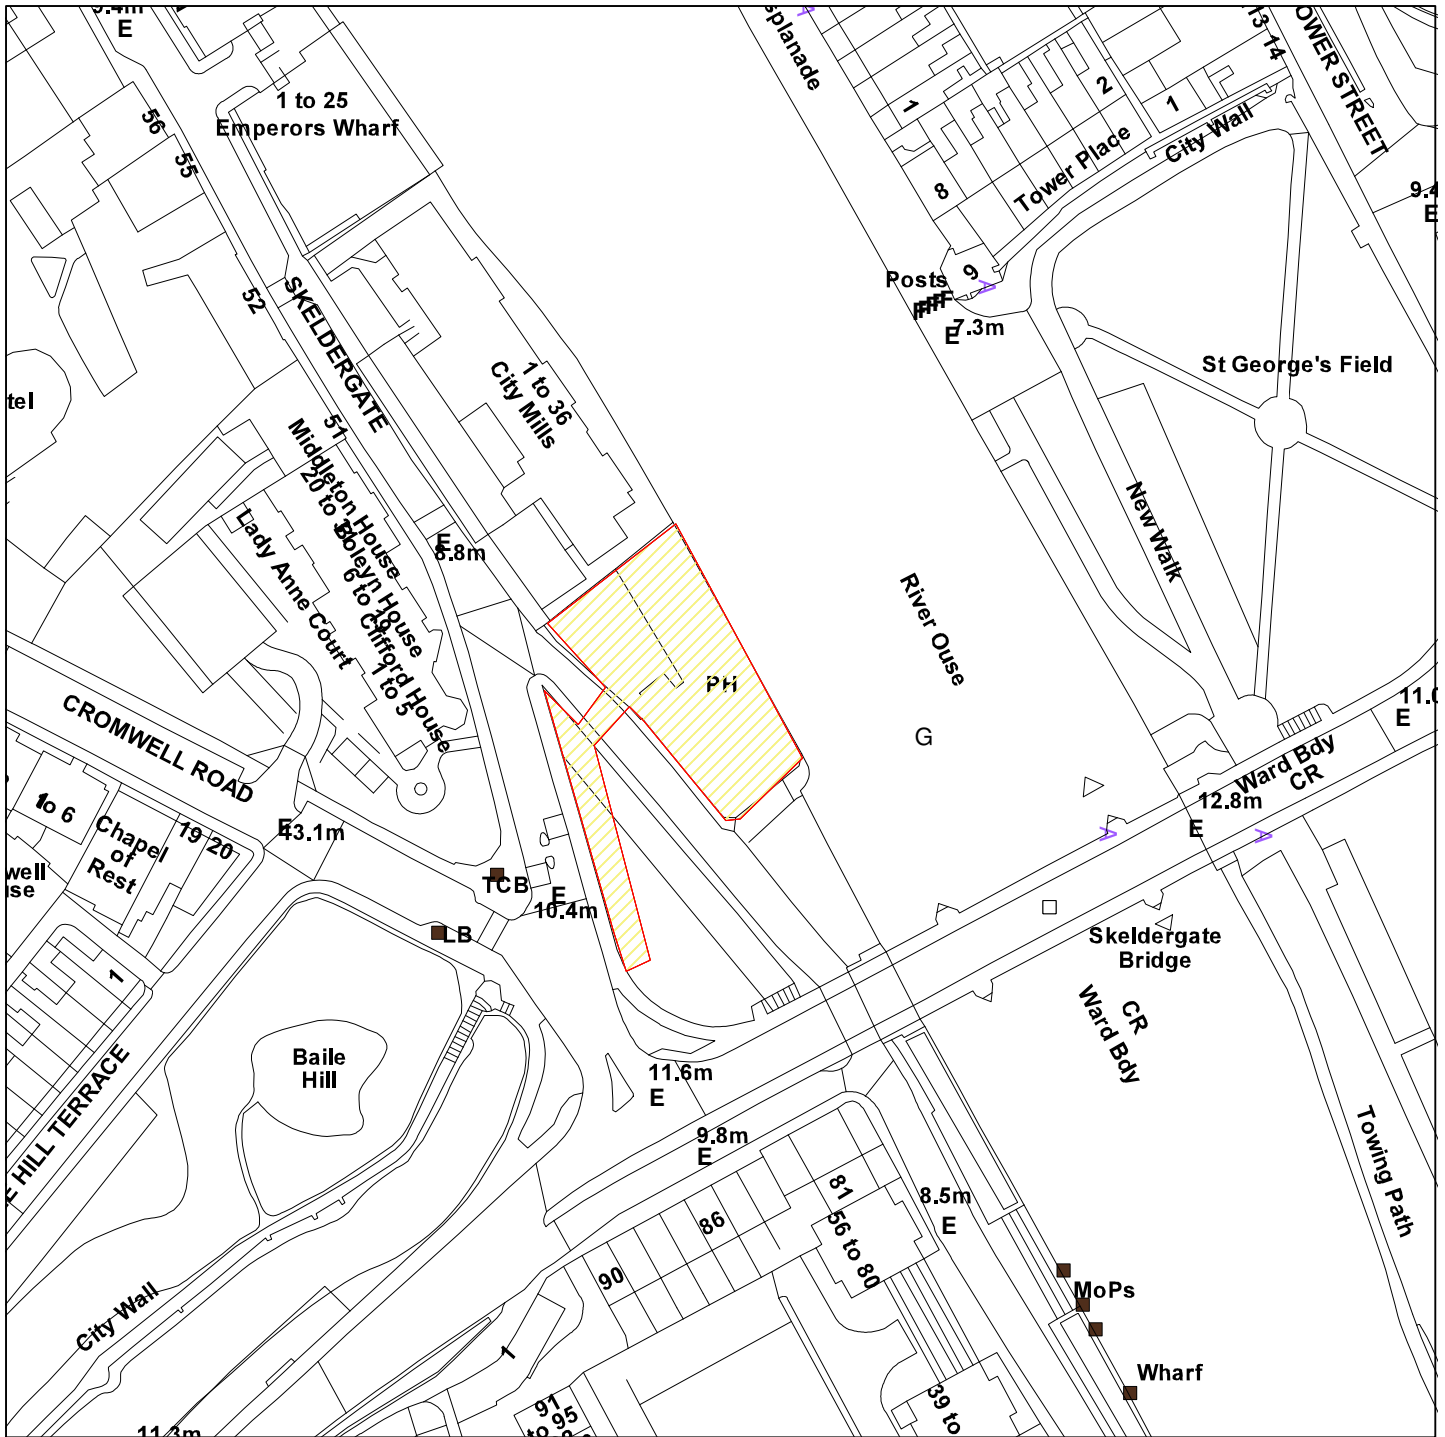 E
1 to 25
Emperors Wharf
56
55
52
SKELDERGATE
51
Middleton House
Boleyn House
6 to 19
Clifford House
1 to 5
Lady Anne Court
E
8.8m
1 to 36
City Mills
splanade
1
2
1
8
9
Tower Place
City Wall
13 14
OWER STREET
E
Posts
E
7.3m
St George's Field
New Walk
River Ouse
G
PH
tel
CROMWELL ROAD
1 to 6
Chapel
of
Rest
19 20
E
43.1m
well
use
TCB
E
10.4m
LB
1
E HILL TERRACE
Baile
Hill
City Wall
11.6m
E
9.8m
E
Ward Bdy
CR
12.8m
E
E
Skeldergate
Bridge
CR
Ward Bdy
Towing Path
8.5m
E
81
86
90
56 to 80
1
91
to 95
39 to
MoPs
Wharf
11.3m